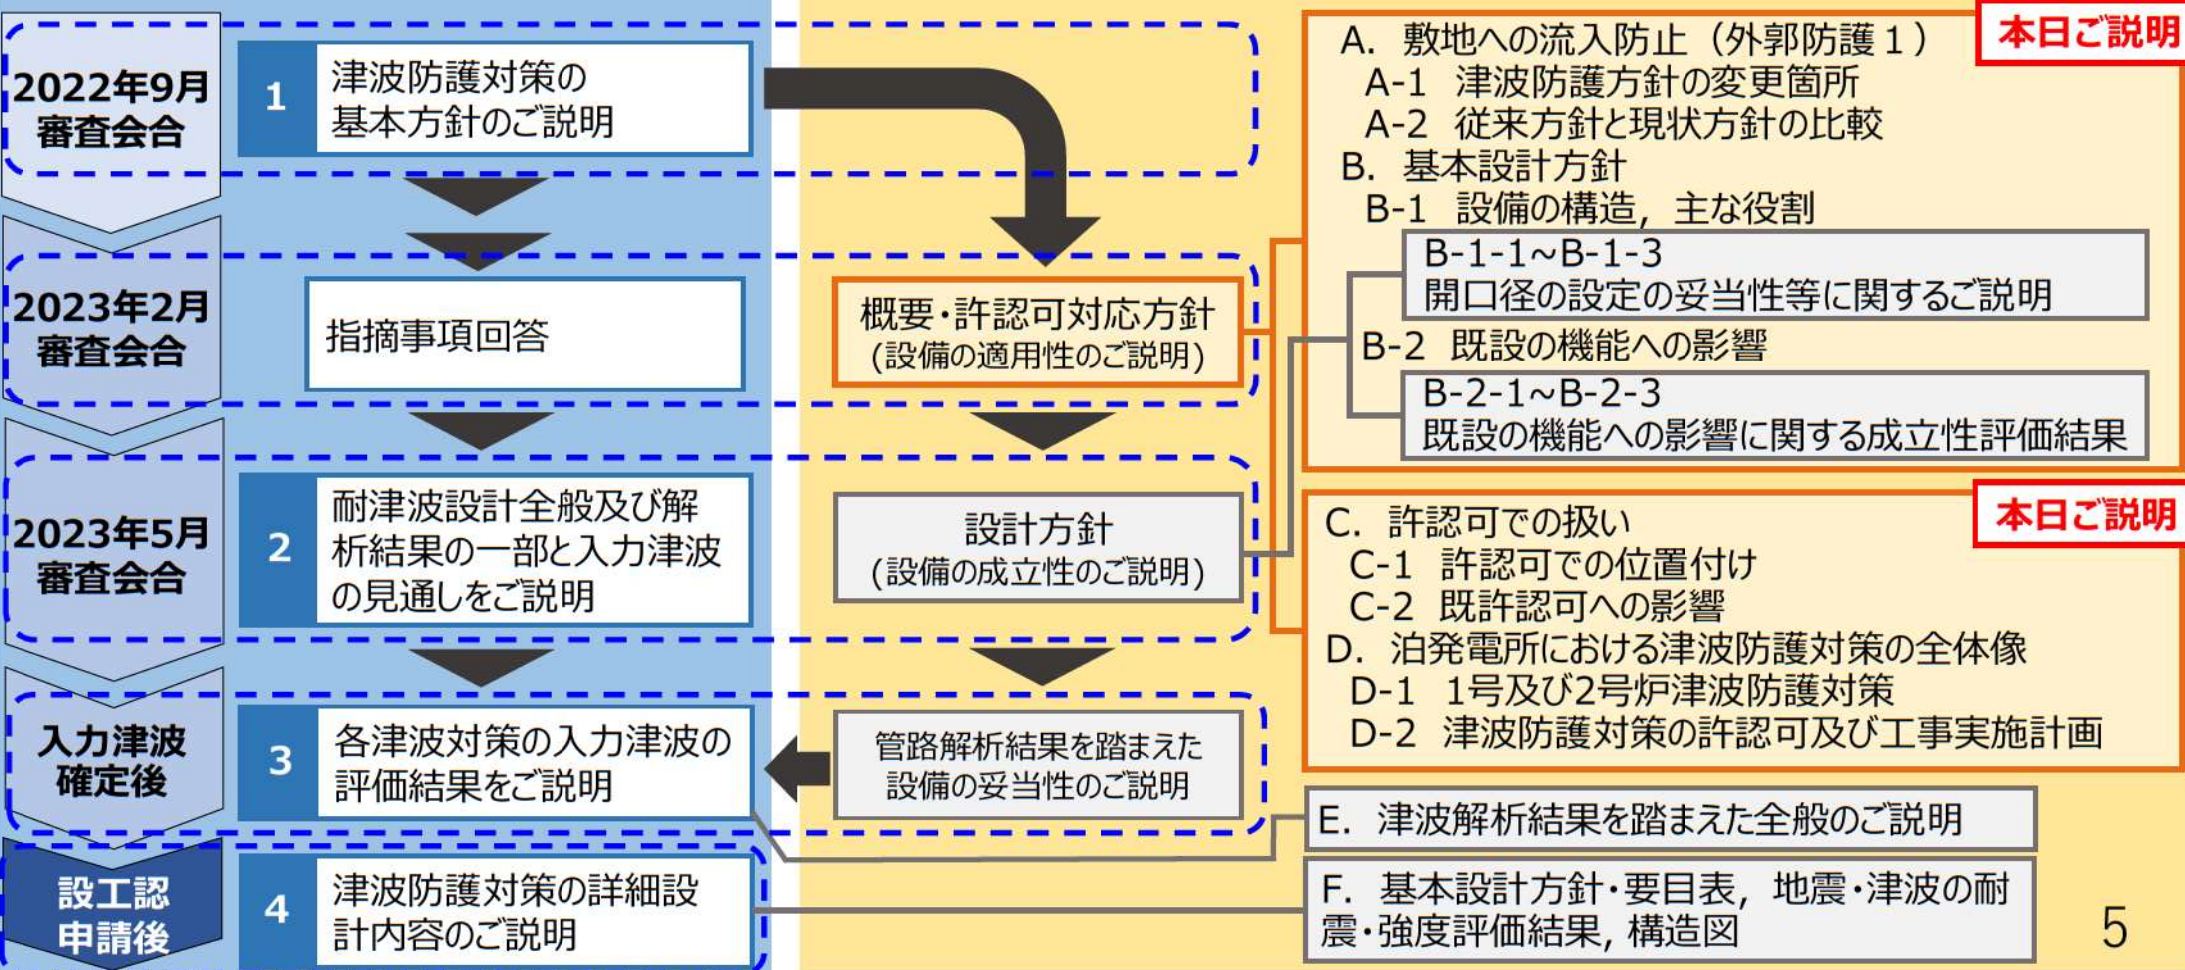 2022年9月
審査会合
1
津波防護対策の
基本方針のご説明
2023年2月
審査会合
指摘事項回答
概要・許認可対応方針
(設備の適用性のご説明)
2023年5月
審査会合
2
耐津波設計全般及び解
析結果の一部と入力津波
の見通しをご説明
設計方針
(設備の成立性のご説明)
入力津波
確定後
3
各津波対策の入力津波の
評価結果をご説明
管路解析結果を踏まえた
設備の妥当性のご説明
設工認
申請後
4
津波防護対策の詳細設
計内容のご説明
本日ご説明
A. 敷地への流入防止（外郭防護１）
A-1 津波防護方針の変更箇所
A-2 従来方針と現状方針の比較
B. 基本設計方針
B-1 設備の構造，主な役割
B-1-1~B-1-3
開口径の設定の妥当性等に関するご説明
B-2 既設の機能への影響
B-2-1~B-2-3
既設の機能への影響に関する成立性評価結果
本日ご説明
C. 許認可での扱い
C-1 許認可での位置付け
C-2 既許認可への影響
D. 泊発電所における津波防護対策の全体像
D-1 1号及び2号炉津波防護対策
D-2 津波防護対策の許認可及び工事実施計画
E. 津波解析結果を踏まえた全般のご説明
F. 基本設計方針・要目表，地震・津波の耐
震・強度評価結果, 構造図
5